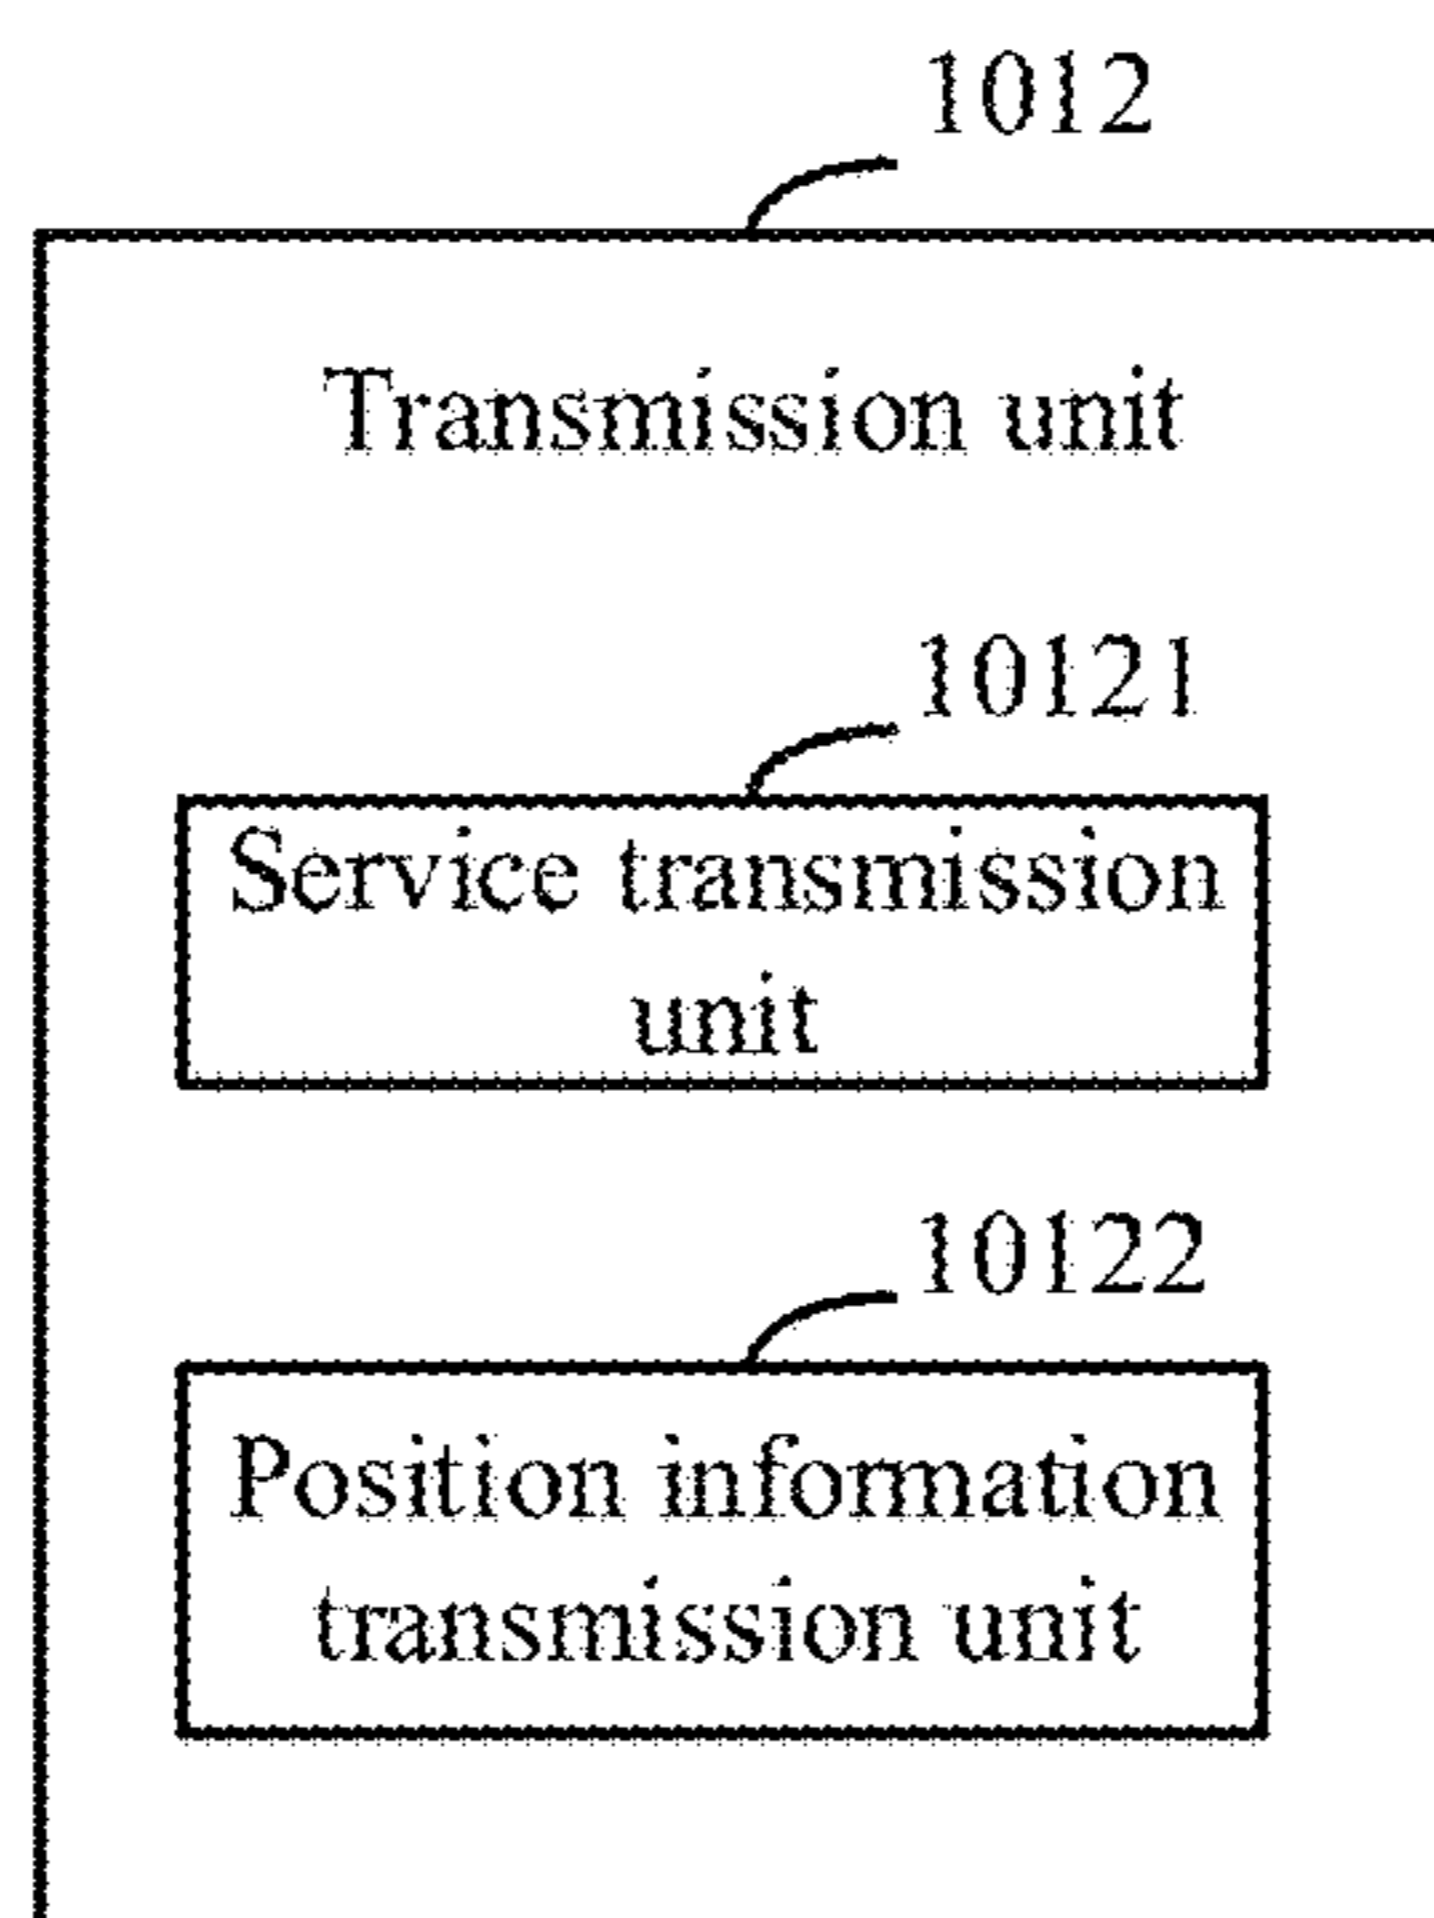 1012
Transmission unit
10121
Service transmission
unit
10122
Position information
transmission unit